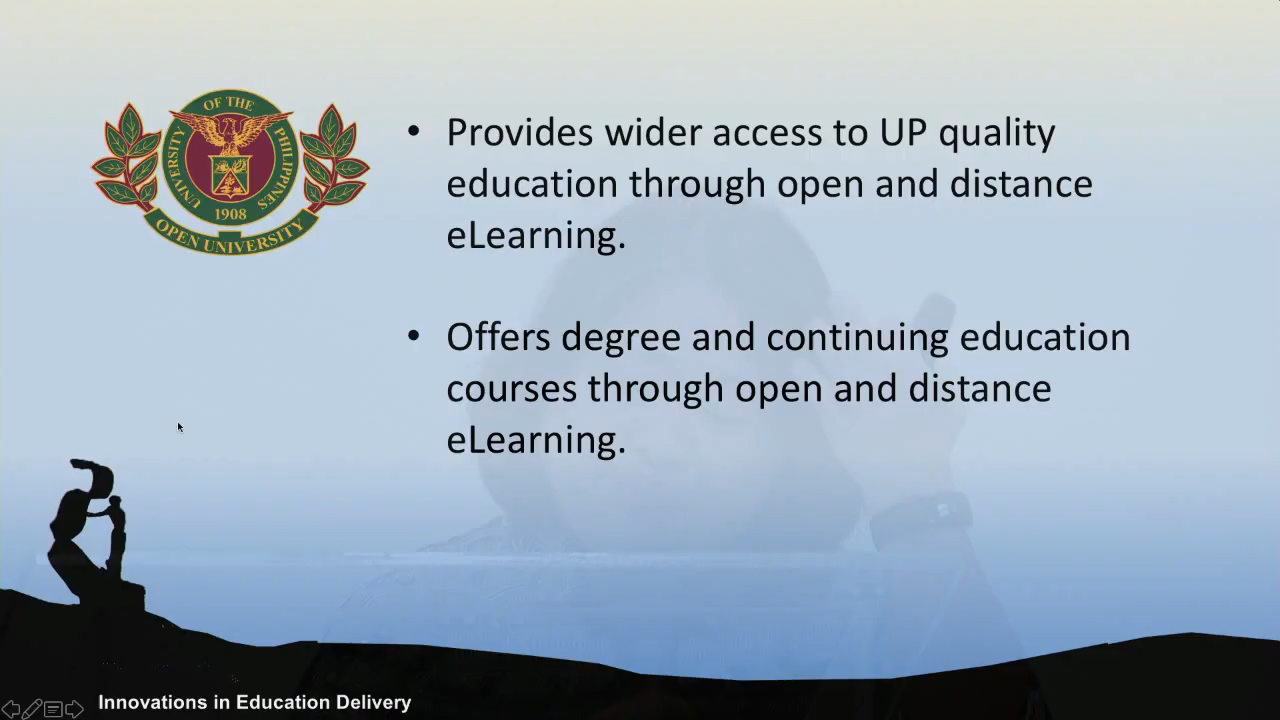 UNIVERSITY OF THE PHILIPPINES
1908
OPEN UNIVERSITY
• Provides wider access to UP quality
education through open and distance
eLearning.
• Offers degree and continuing education
courses through open and distance
eLearning.
Innovations in Education Delivery